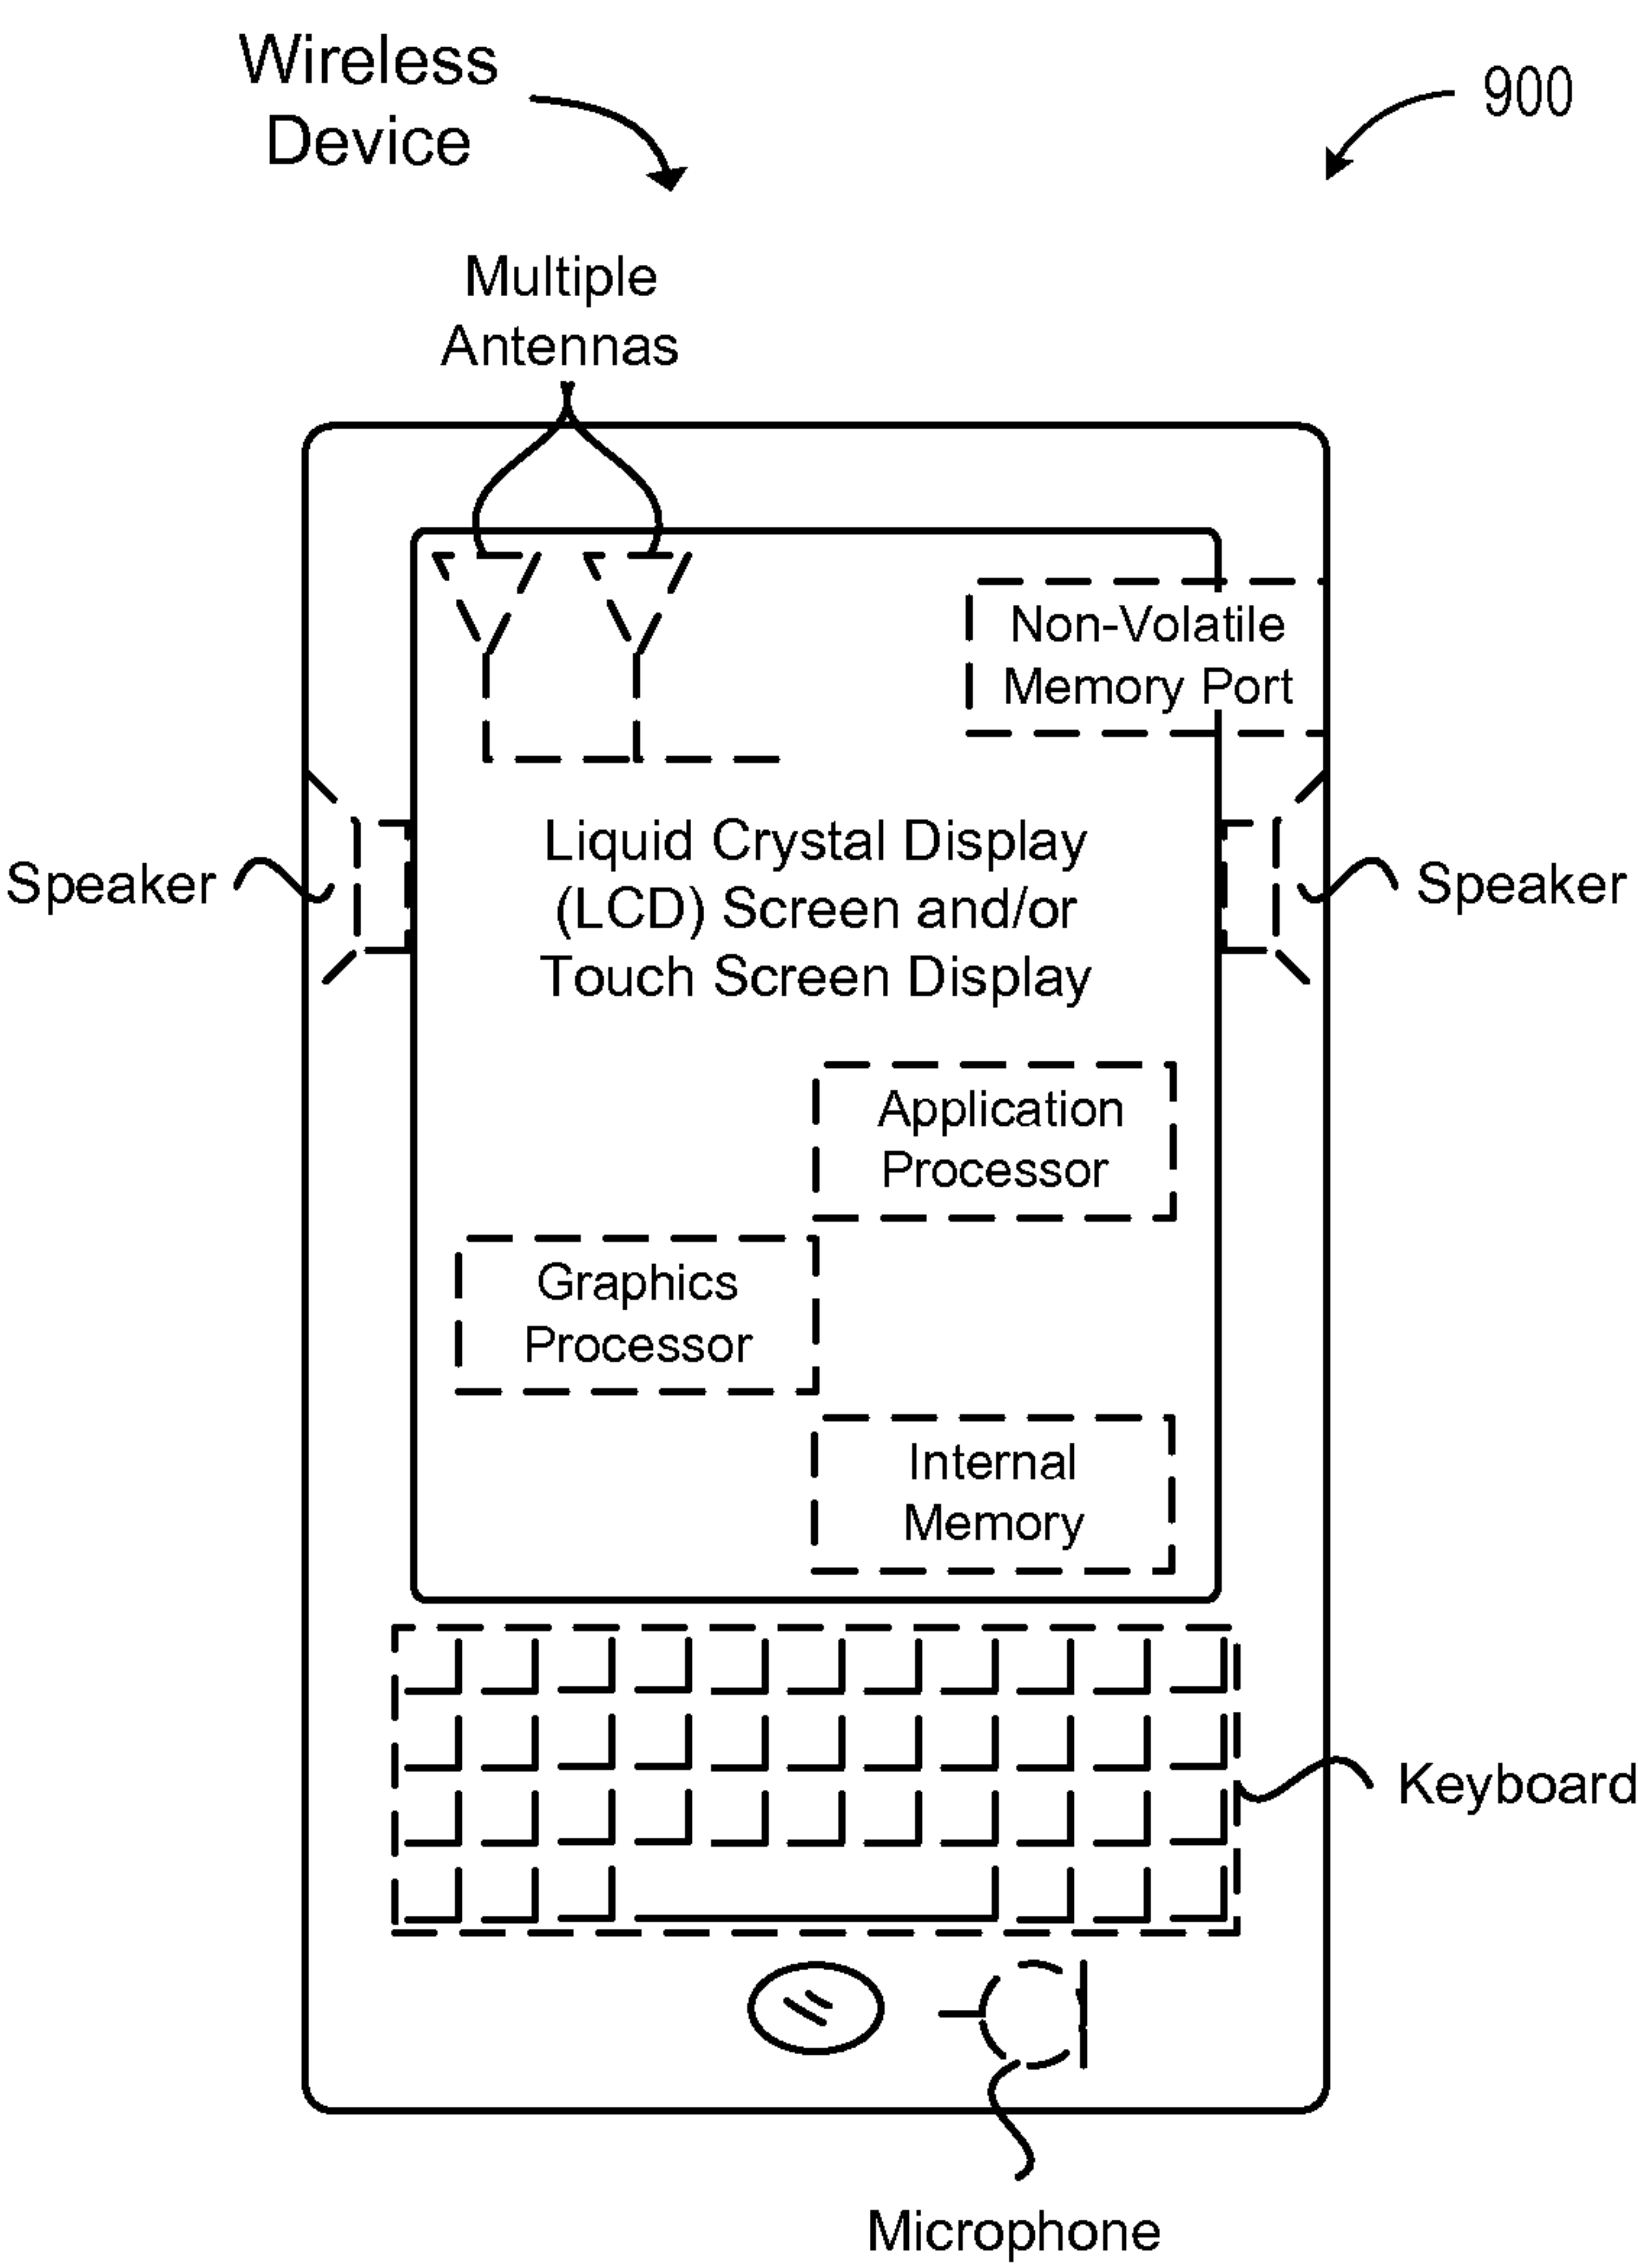 Wireless
Device
900
Multiple
Antennas
Non-Volatile
Memory Port
Speaker
Liquid Crystal Display
(LCD) Screen and/or
Touch Screen Display
Speaker
Application
Processor
Graphics
Processor
Internal
Memory
Keyboard
Microphone